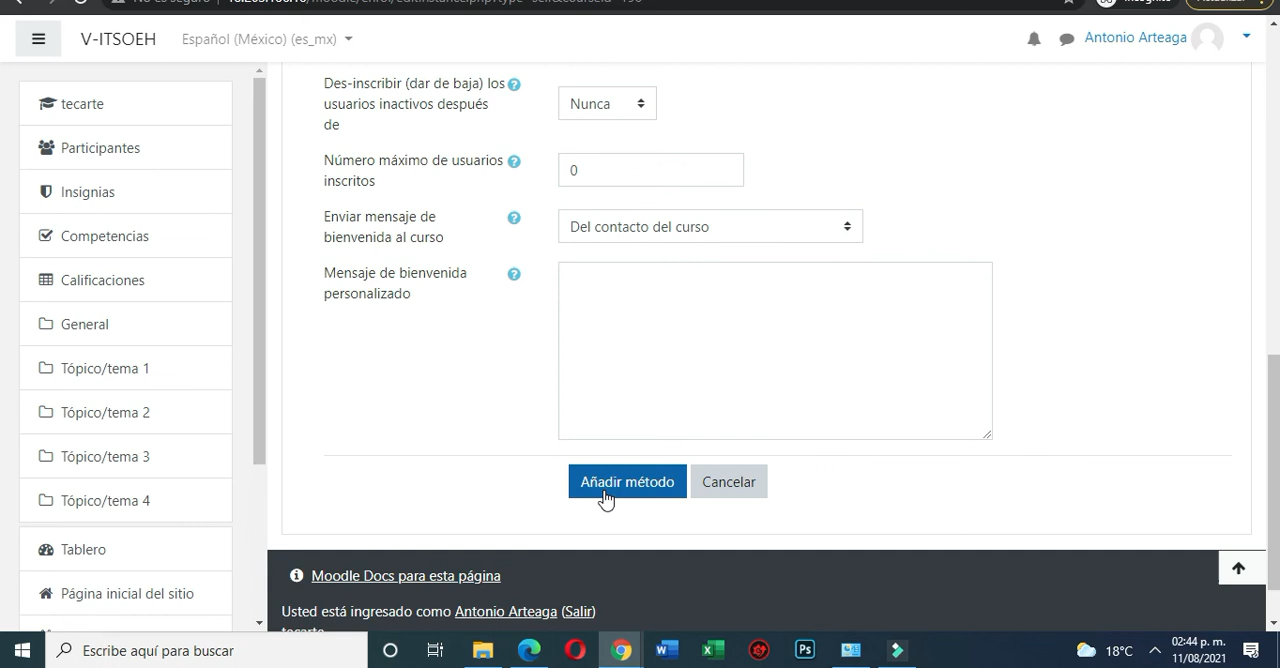 V-ITSOEH
Español (México) (es_mx)
Antonio Arteaga
tecarte
Participantes
Insignias
Competencias
Calificaciones
General
Tópico/tema 1
Tópico/tema 2
Tópico/tema 3
Tópico/tema 4
Tablero
Página inicial del sitio
Des-inscribir (dar de baja) los
usuarios inactivos después
de
Nunca
Número máximo de usuarios
inscritos
0
Enviar mensaje de
bienvenida al curso
Del contacto del curso
Mensaje de bienvenida
personalizado
Añadir método
Cancelar
Moodle Docs para esta página
Usted está ingresado como Antonio Arteaga (Salir)
tecarte
Escribe aquí para buscar
18°C
02:44 p. m.
11/08/2021